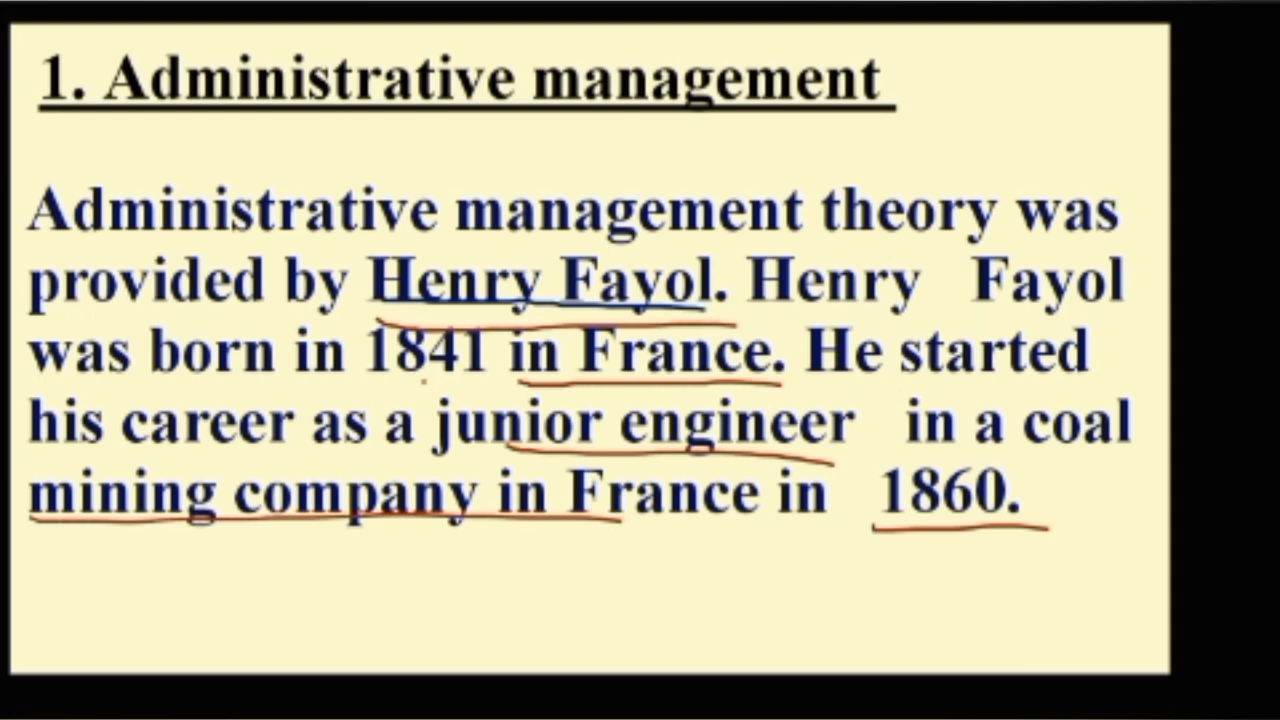 1. Administrative management
Administrative management theory was
provided by Henry Fayol. Henry Fayol
was born in 1841 in France. He started
his career as a junior engineer in a coal
mining company in France in 1860.